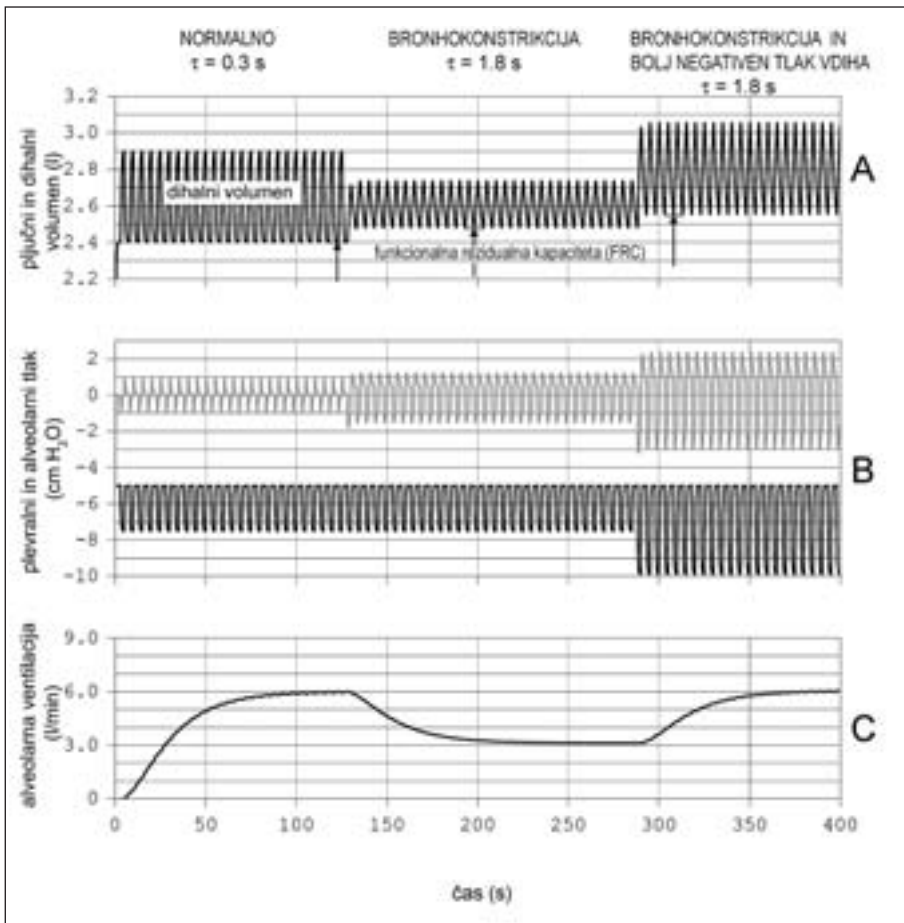 NORMALNO
τ = 0.3 s
BRONHOKONSTRIKCIJA
τ = 1.8 s
BRONHOKONSTRIKCIJA IN
BOLJ NEGATIVEN TLAK VDIHA
τ = 1.8 s
pljučni in dihalni
volumen (l)
3.2
3.0
2.8
2.6
2.4
2.2
dihalni volumen
funkcionalna rezidualna kapaciteta (FRC)
A
plevralni in alveolarni tlak
(cm H₂O)
2
0
-2
-4
-6
-8
-10
B
alveolarna ventilacija
(l/min)
9.0
6.0
3.0
0
C
0 50 100 150 200 250 300 350 400
čas (s)